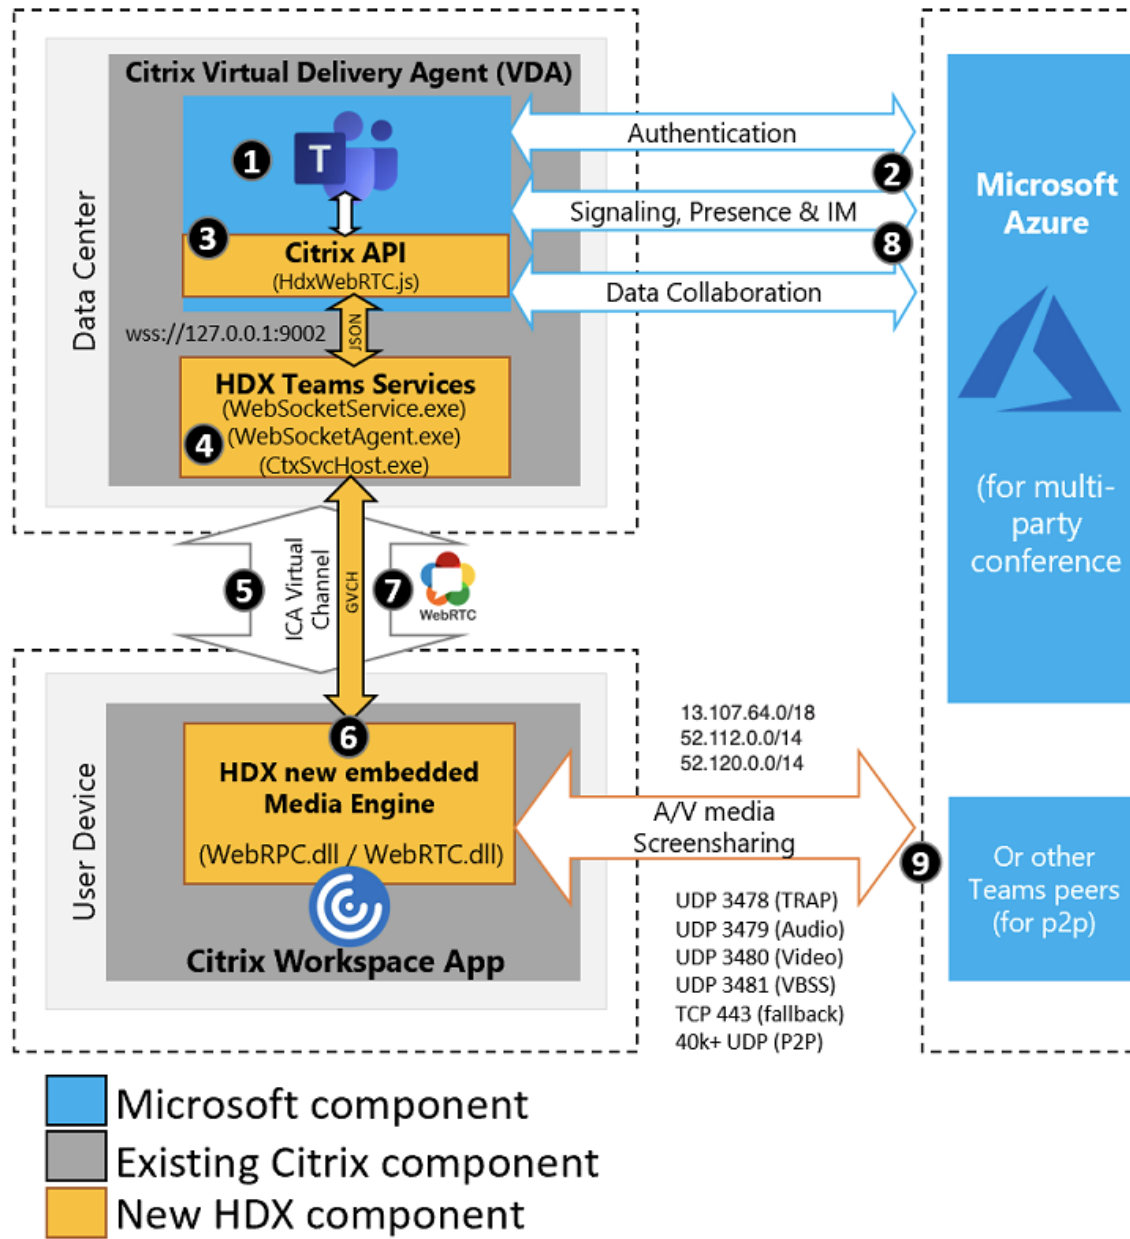 Citrix Virtual Delivery Agent (VDA)
Data Center
1
T
3
Citrix API
(HdxWebRTC.js)
wss://127.0.0.1:9002
JSON
HDX Teams Services
(WebSocketService.exe)
4
(WebSocketAgent.exe)
(CtxSvcHost.exe)
Authentication
2
Signaling, Presence & IM
8
Data Collaboration
Microsoft
Azure
(for multi-
party
conference
5
ICA Virtual
Channel
GVCH
7
WebRTC
User Device
6
HDX new embedded
Media Engine
(WebRPC.dll / WebRTC.dll)
Citrix Workspace App
13.107.64.0/18
52.112.0.0/14
52.120.0.0/14
A/V media
Screensharing
9
UDP 3478 (TRAP)
UDP 3479 (Audio)
UDP 3480 (Video)
UDP 3481 (VBSS)
TCP 443 (fallback)
40k+ UDP (P2P)
Or other
Teams peers
(for p2p)
Microsoft component
Existing Citrix component
New HDX component